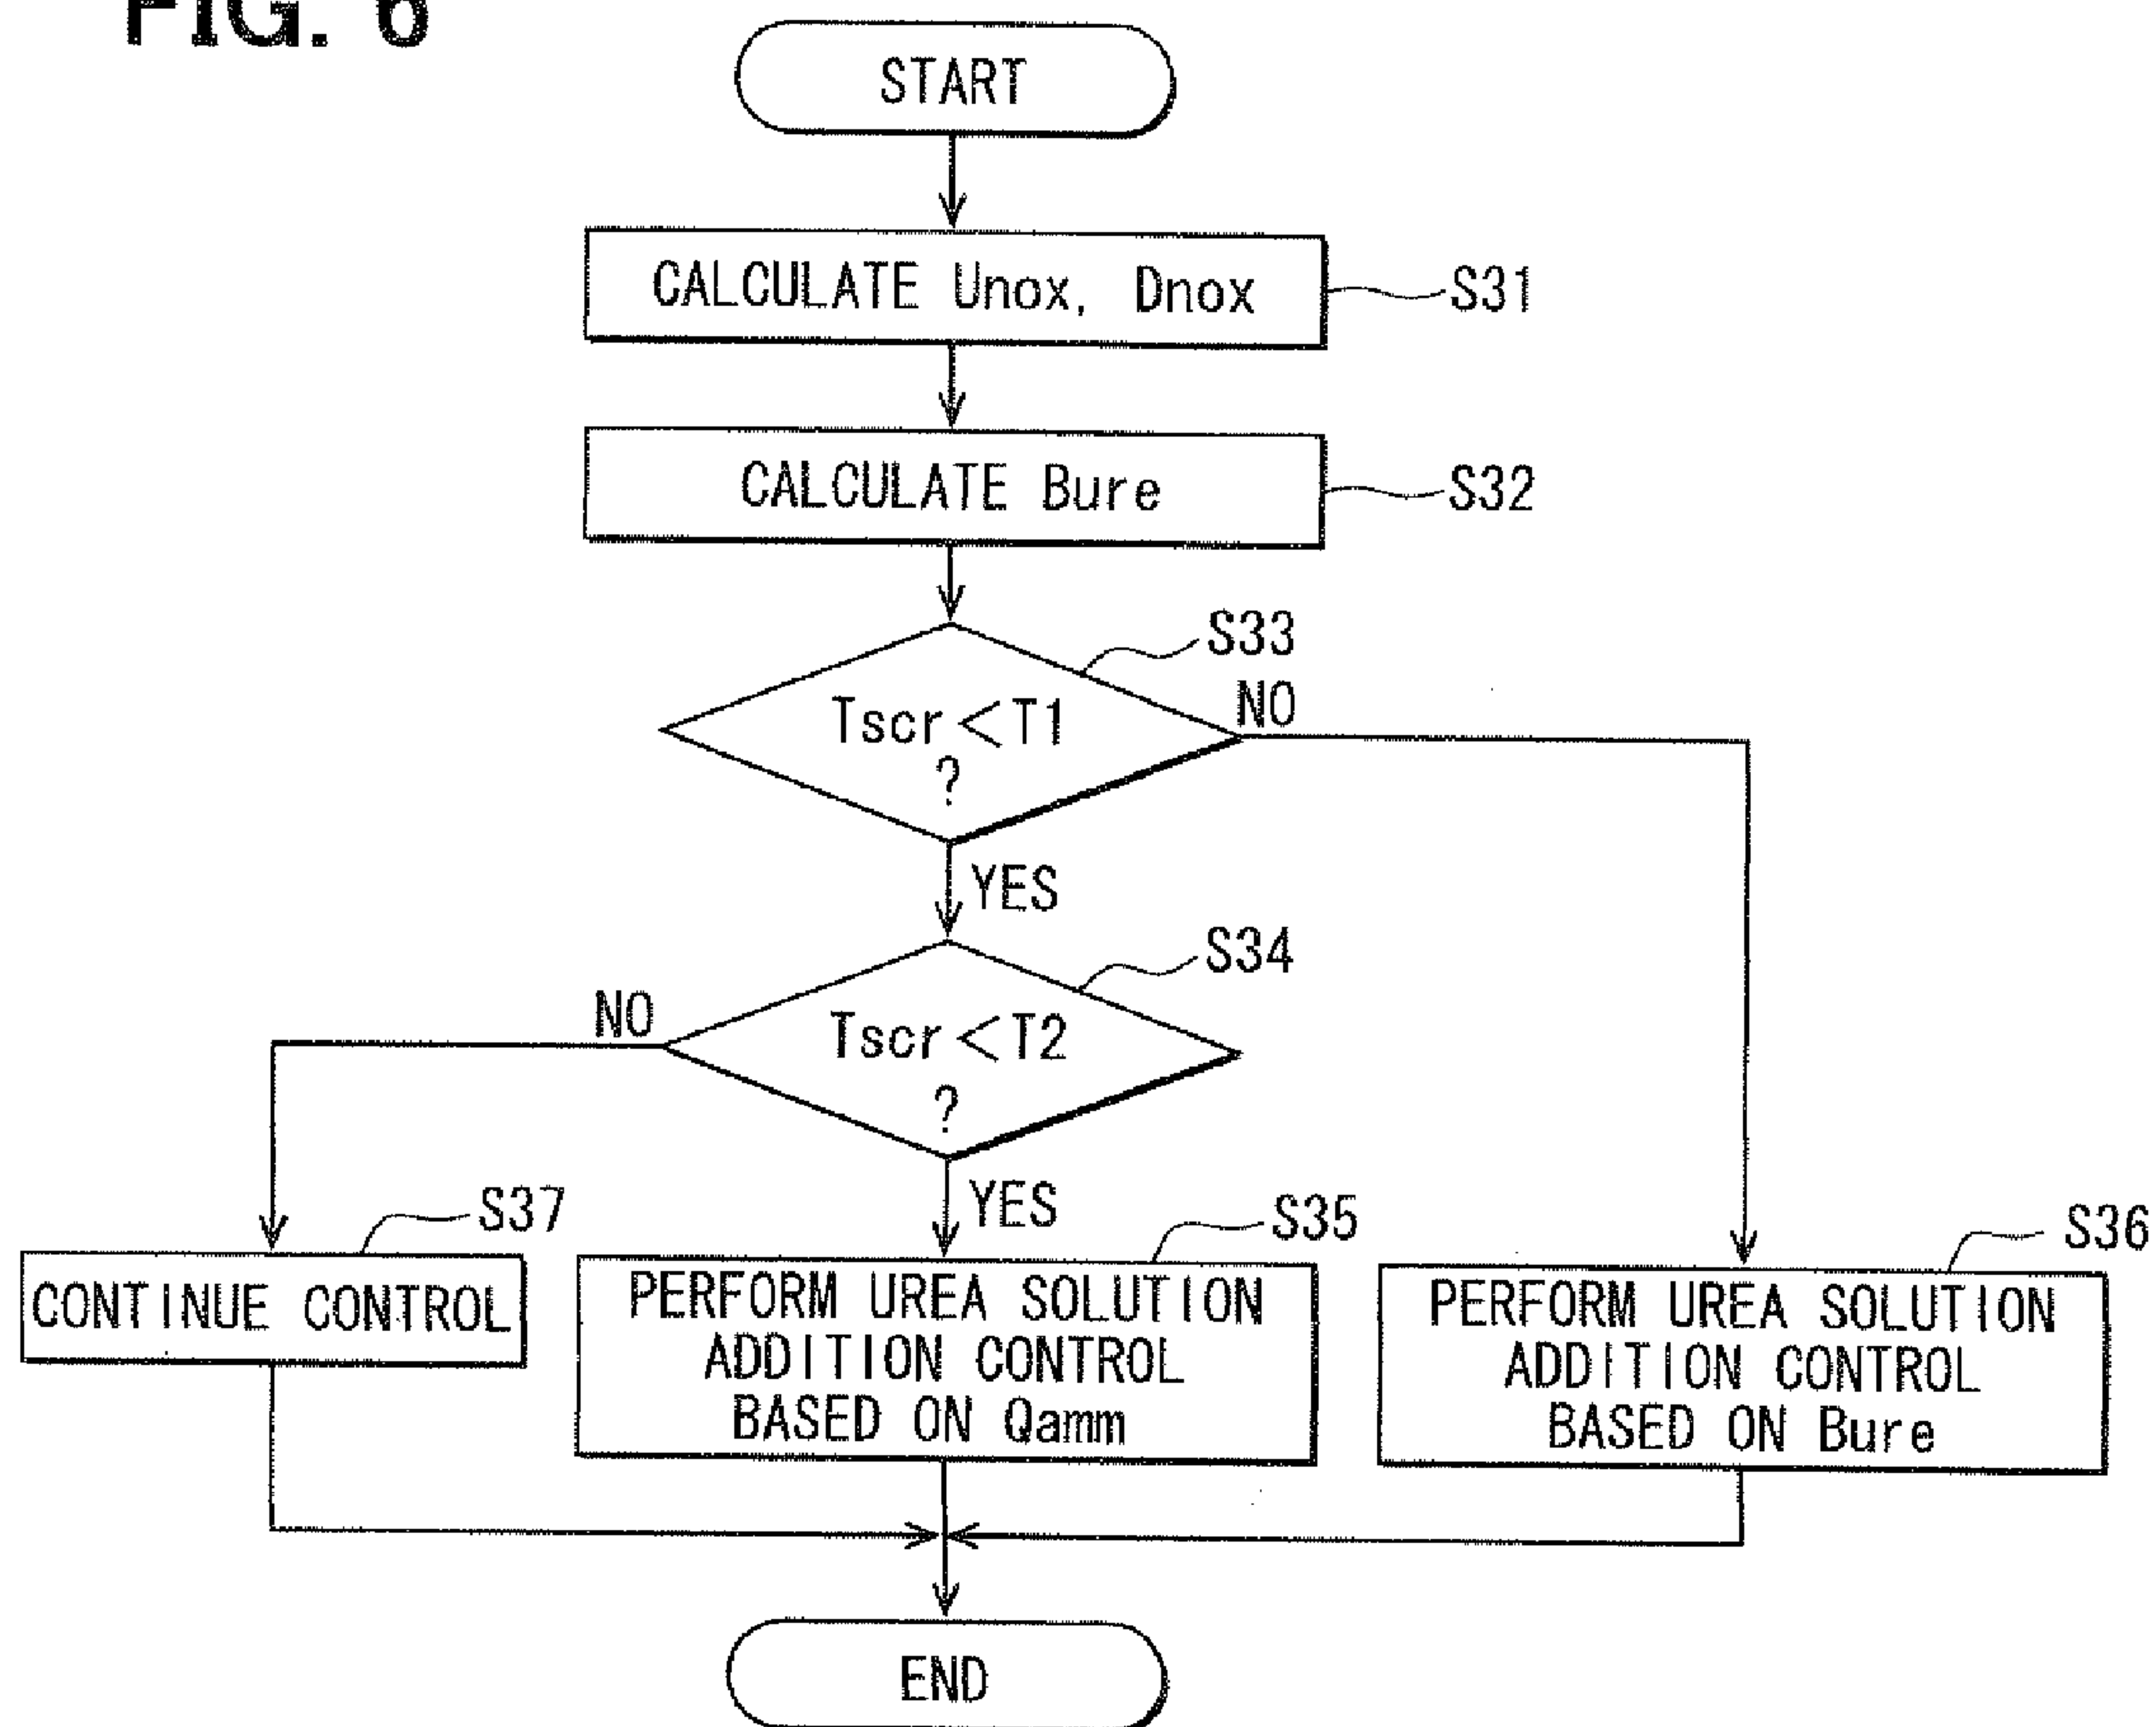 FIG. 6
START
CALCULATE Unox, Dnox
S31
CALCULATE Bure
S32
S33
Tscr<T1
?
NO
YES
S34
Tscr<T2
?
NO
YES
S37
CONTINUE CONTROL
S35
PERFORM UREA SOLUTION
ADDITION CONTROL
BASED ON Qamm
S36
PERFORM UREA SOLUTION
ADDITION CONTROL
BASED ON Bure
END